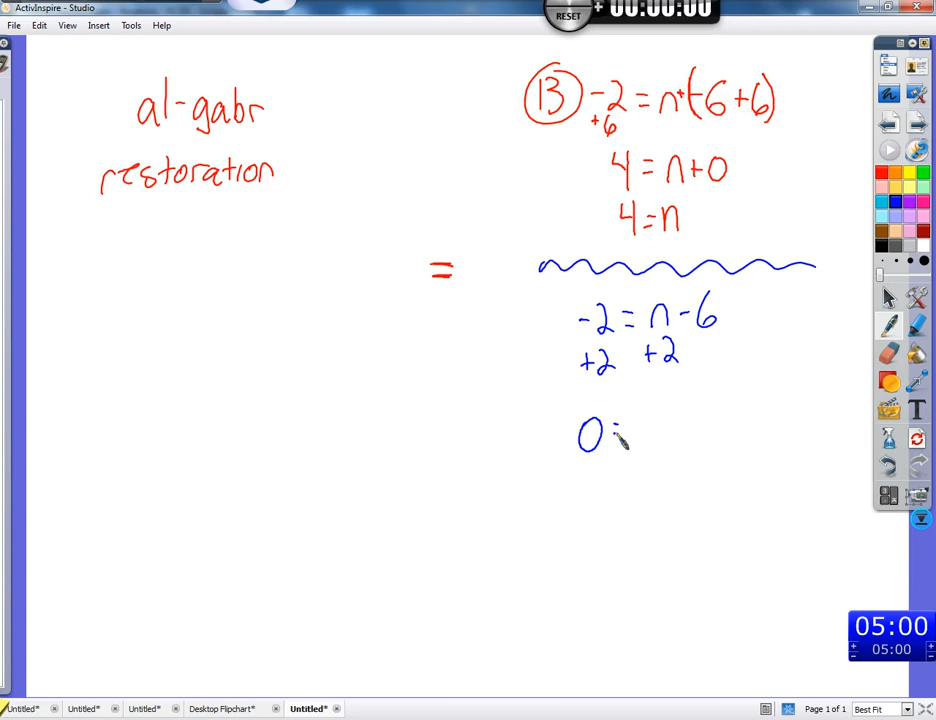 ActivInspire - Studio
RESET
00:00:00
File Edit View Insert Tools Help
al-gabr
restoration
13 -2 = n+(-6+6)
+6
4 = n+0
4 = n
=
-2 = n - 6
+2 +2
0 =
05:00
05:00
Untitled* Untitled* Untitled* Desktop Flipchart* Untitled* Page 1 of 1 Best Fit